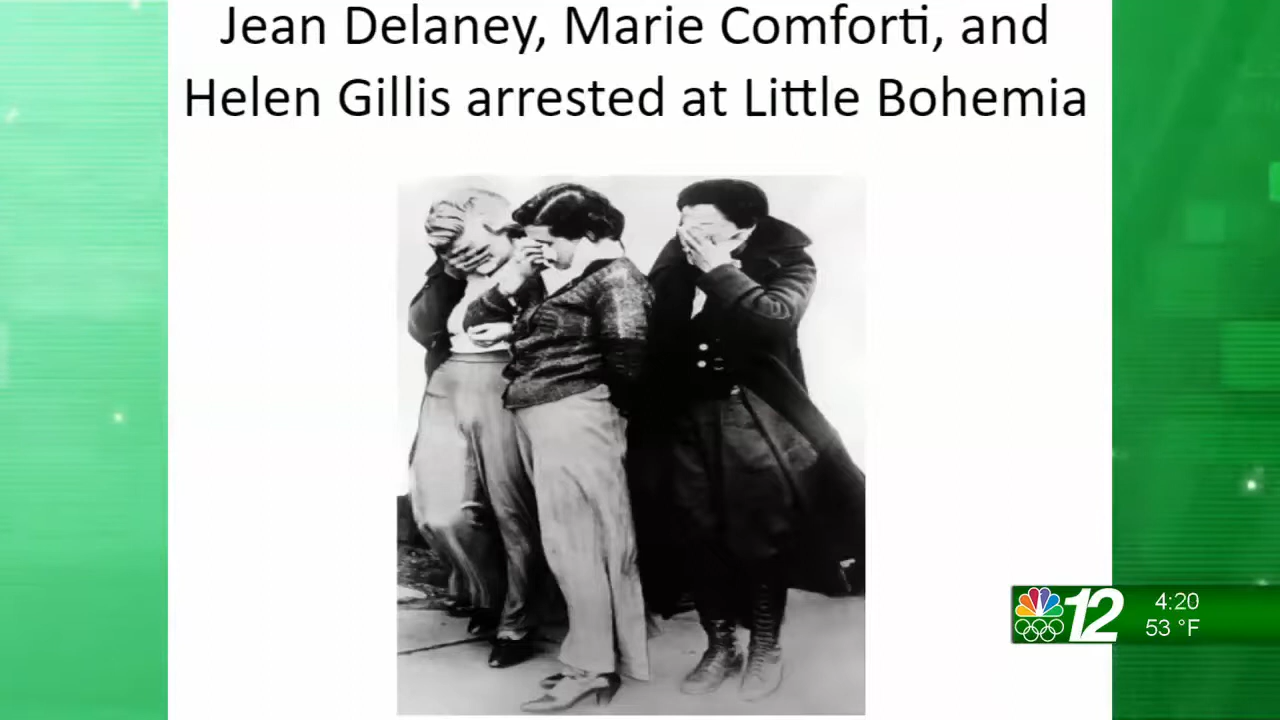 Jean Delaney, Marie Comforti, and
Helen Gillis arrested at Little Bohemia
12
4:20
53 °F